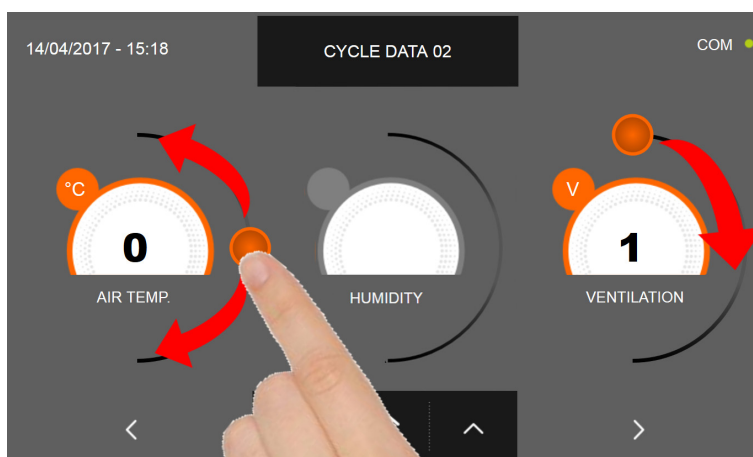 14/04/2017 - 15:18
CYCLE DATA 02
COM
°C
V
0
1
AIR TEMP.
HUMIDITY
VENTILATION